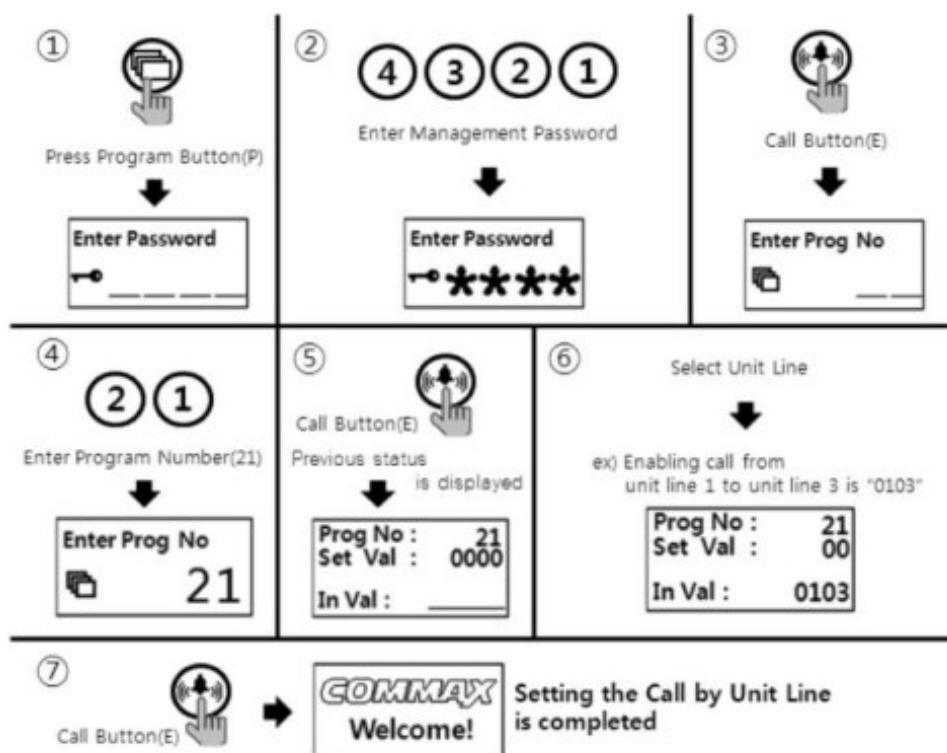 ①
Press Program Button(P)
Enter Password
②
4 3 2 1
Enter Management Password
Enter Password
****
③
Call Button(E)
Enter Prog No
④
2 1
Enter Program Number(21)
Enter Prog No
21
⑤
Call Button(E)
Previous status
is displayed
Prog No : 21
Set Val : 0000
In Val :
⑥
Select Unit Line
ex) Enabling call from
unit line 1 to unit line 3 is "0103"
Prog No : 21
Set Val : 00
In Val : 0103
⑦
Call Button(E)
COMMAX
Welcome!
Setting the Call by Unit Line
is completed